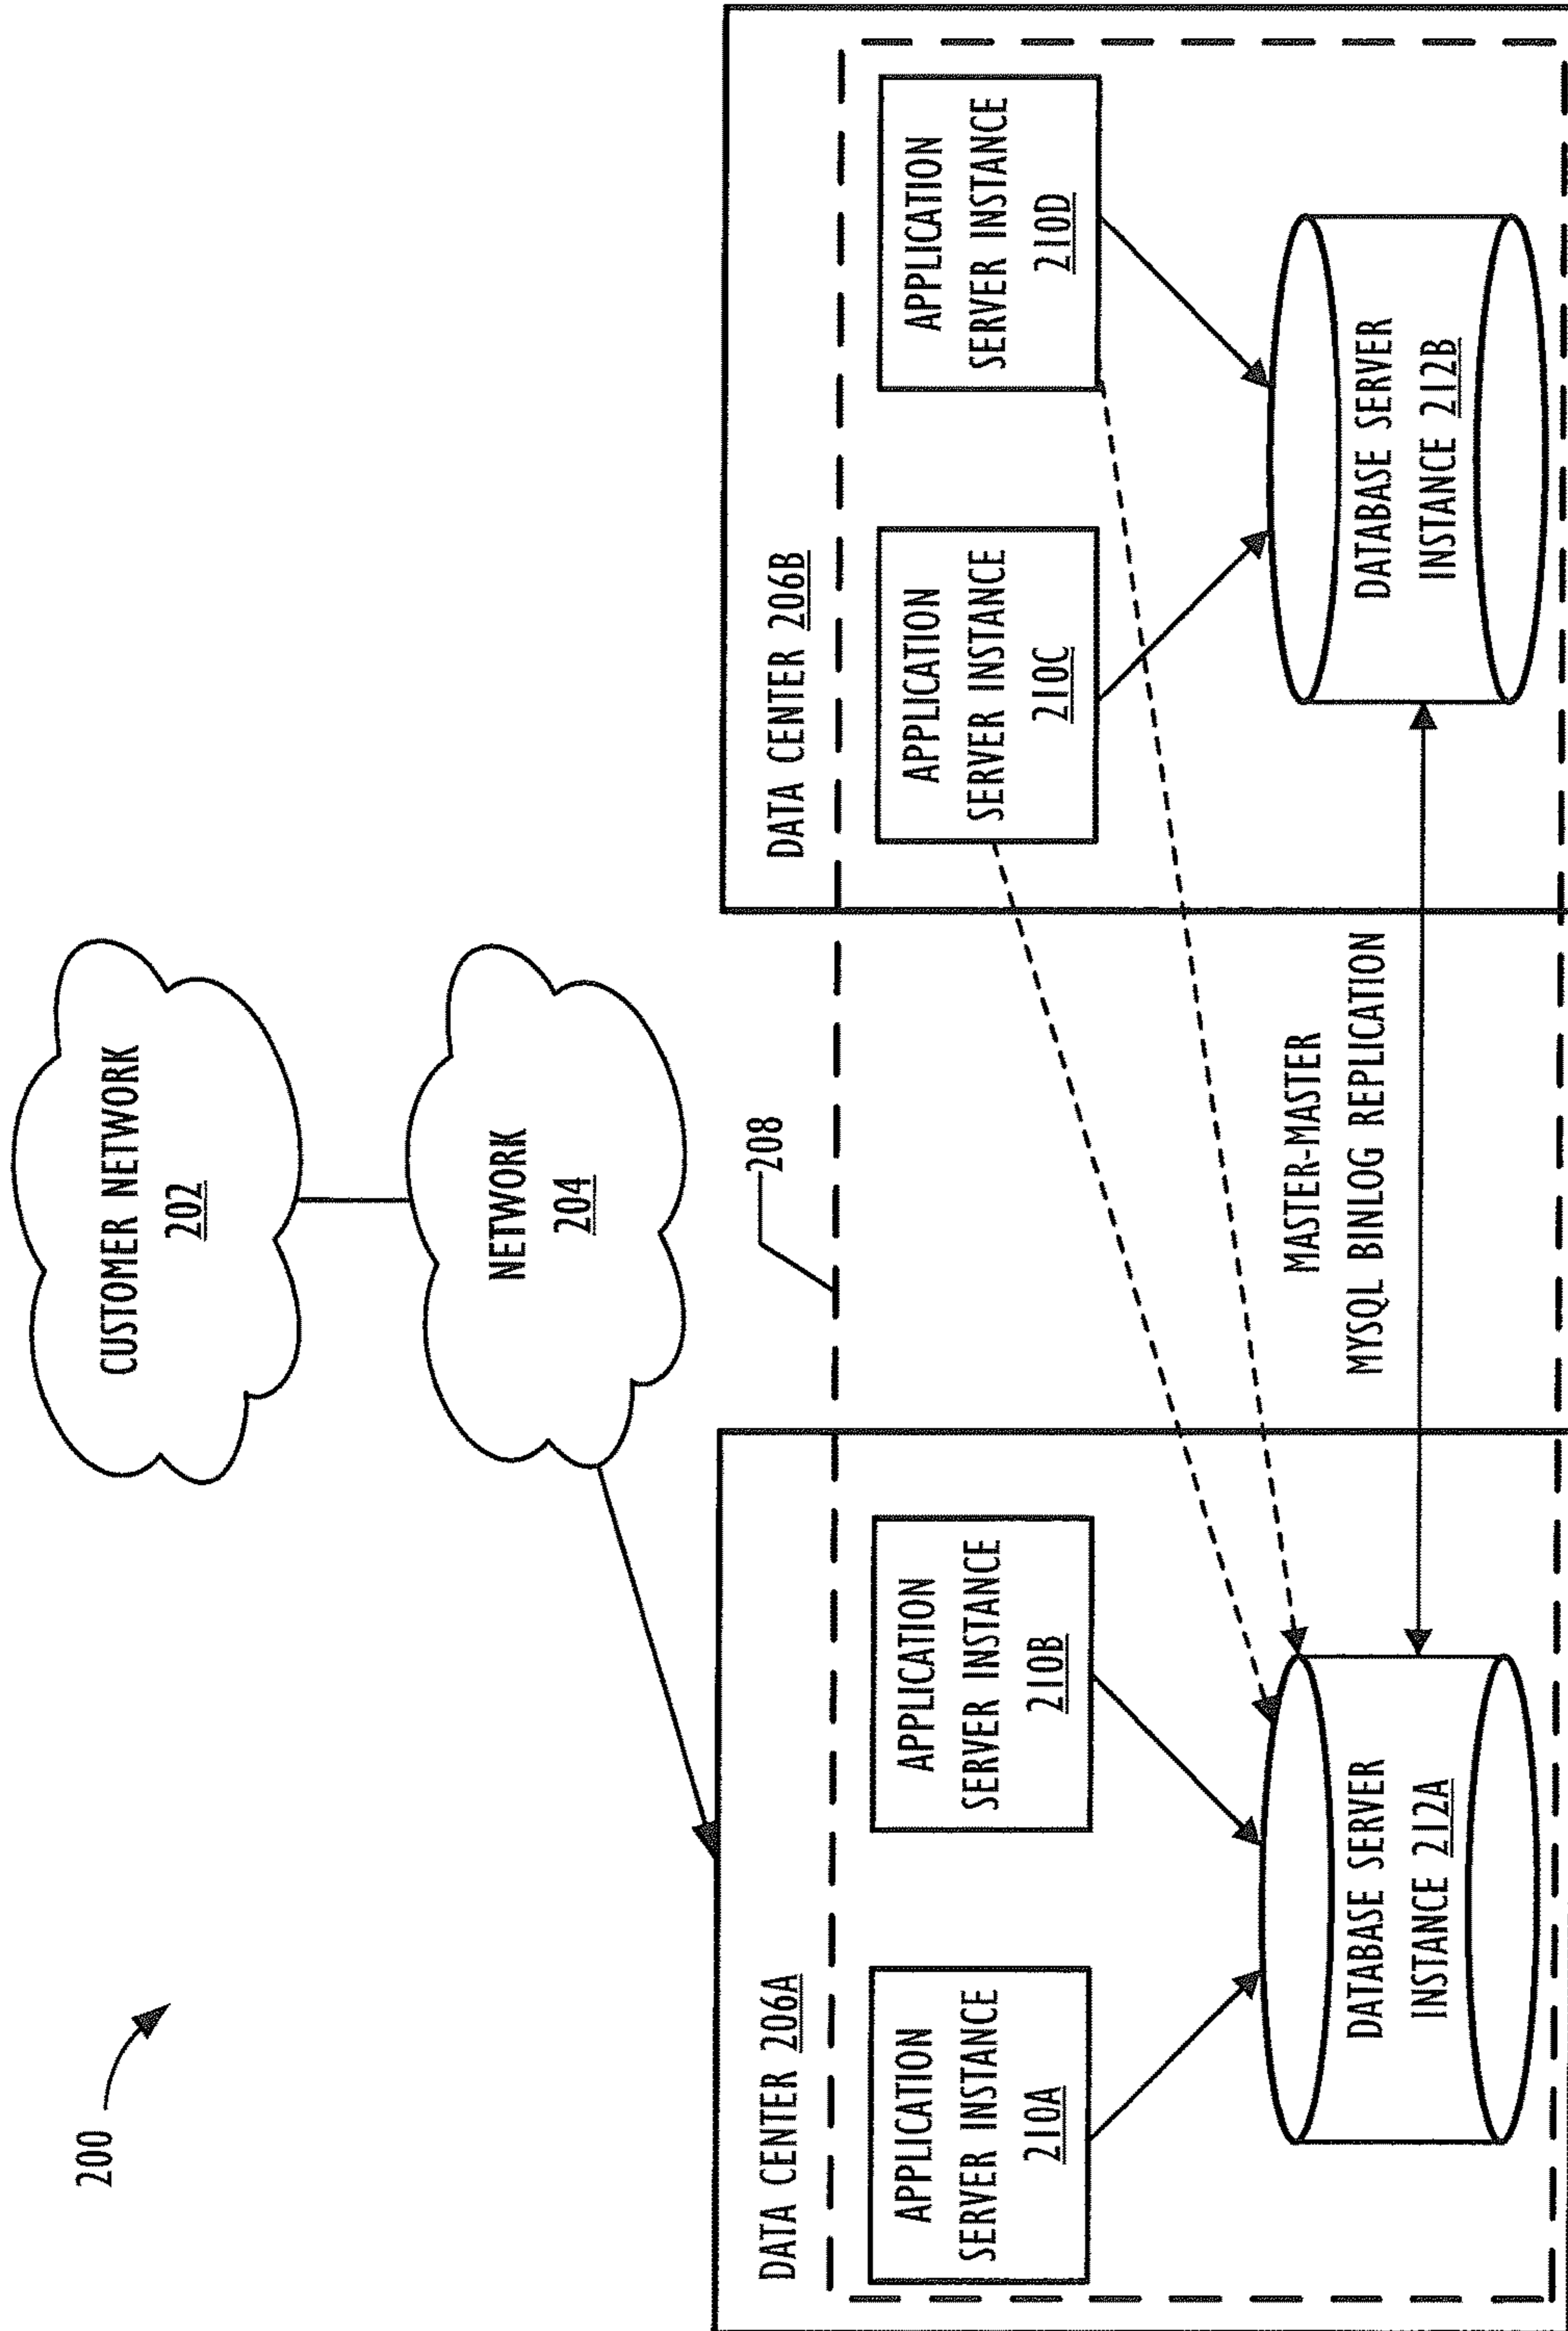 200
CUSTOMER NETWORK
202
NETWORK
204
208
DATA CENTER 206A
APPLICATION
SERVER INSTANCE
210A
APPLICATION
SERVER INSTANCE
210B
DATABASE SERVER
INSTANCE 212A
MASTER-MASTER
MYSQL BINLOG REPLICATION
DATA CENTER 206B
APPLICATION
SERVER INSTANCE
210C
APPLICATION
SERVER INSTANCE
210D
DATABASE SERVER
INSTANCE 212B